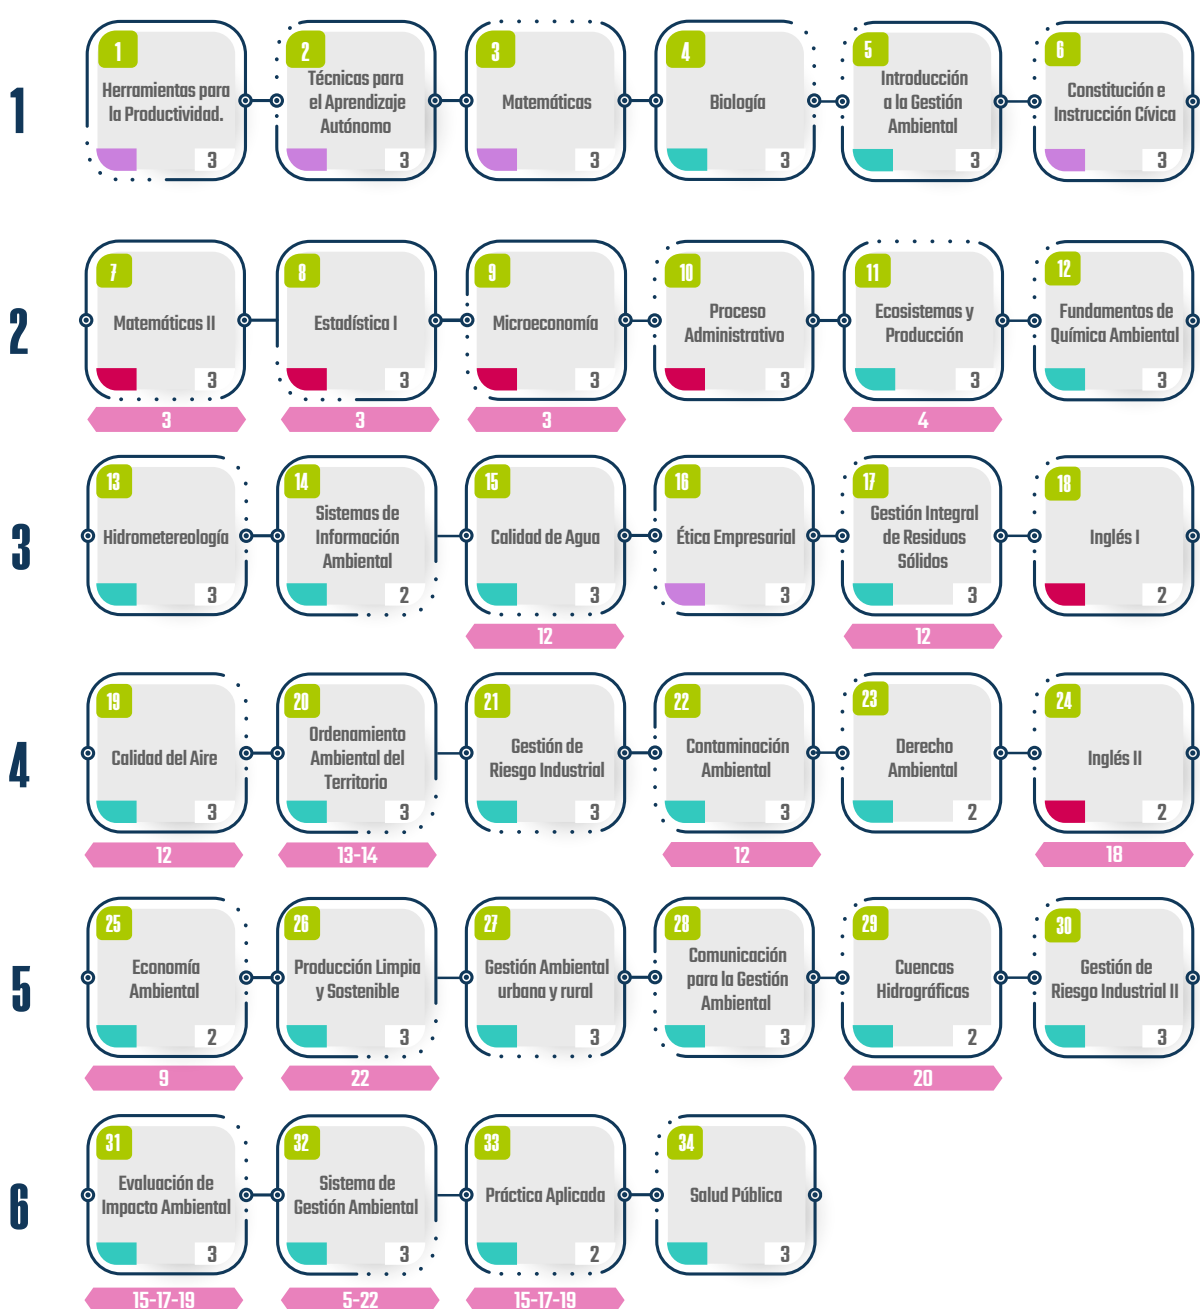 1
1
Herramientas para
la Productividad.
3
2
Técnicas para
el Aprendizaje
Autónomo
3
3
Matemáticas
3
4
Biología
3
5
Introducción
a la Gestión
Ambiental
3
6
Constitución e
Instrucción Cívica
3
2
7
Matemáticas II
3
3
8
Estadística I
3
3
9
Microeconomía
3
3
10
Proceso
Administrativo
3
11
Ecosistemas y
Producción
3
4
12
Fundamentos de
Química Ambiental
3
3
13
Hidrometereología
3
14
Sistemas de
Información
Ambiental
2
15
Calidad de Agua
3
12
16
Ética Empresarial
3
17
Gestión Integral
de Residuos
Sólidos
3
12
18
Inglés I
2
4
19
Calidad del Aire
3
12
20
Ordenamiento
Ambiental del
Territorio
3
13-14
21
Gestión de
Riesgo Industrial
3
22
Contaminación
Ambiental
3
12
23
Derecho
Ambiental
2
24
Inglés II
2
18
5
25
Economía
Ambiental
2
9
26
Producción Limpia
y Sostenible
3
22
27
Gestión Ambiental
urbana y rural
3
28
Comunicación
para la Gestión
Ambiental
3
29
Cuencas
Hidrográficas
2
20
30
Gestión de
Riesgo Industrial II
3
6
31
Evaluación de
Impacto Ambiental
3
15-17-19
32
Sistema de
Gestión Ambiental
3
5-22
33
Práctica Aplicada
2
15-17-19
34
Salud Pública
3